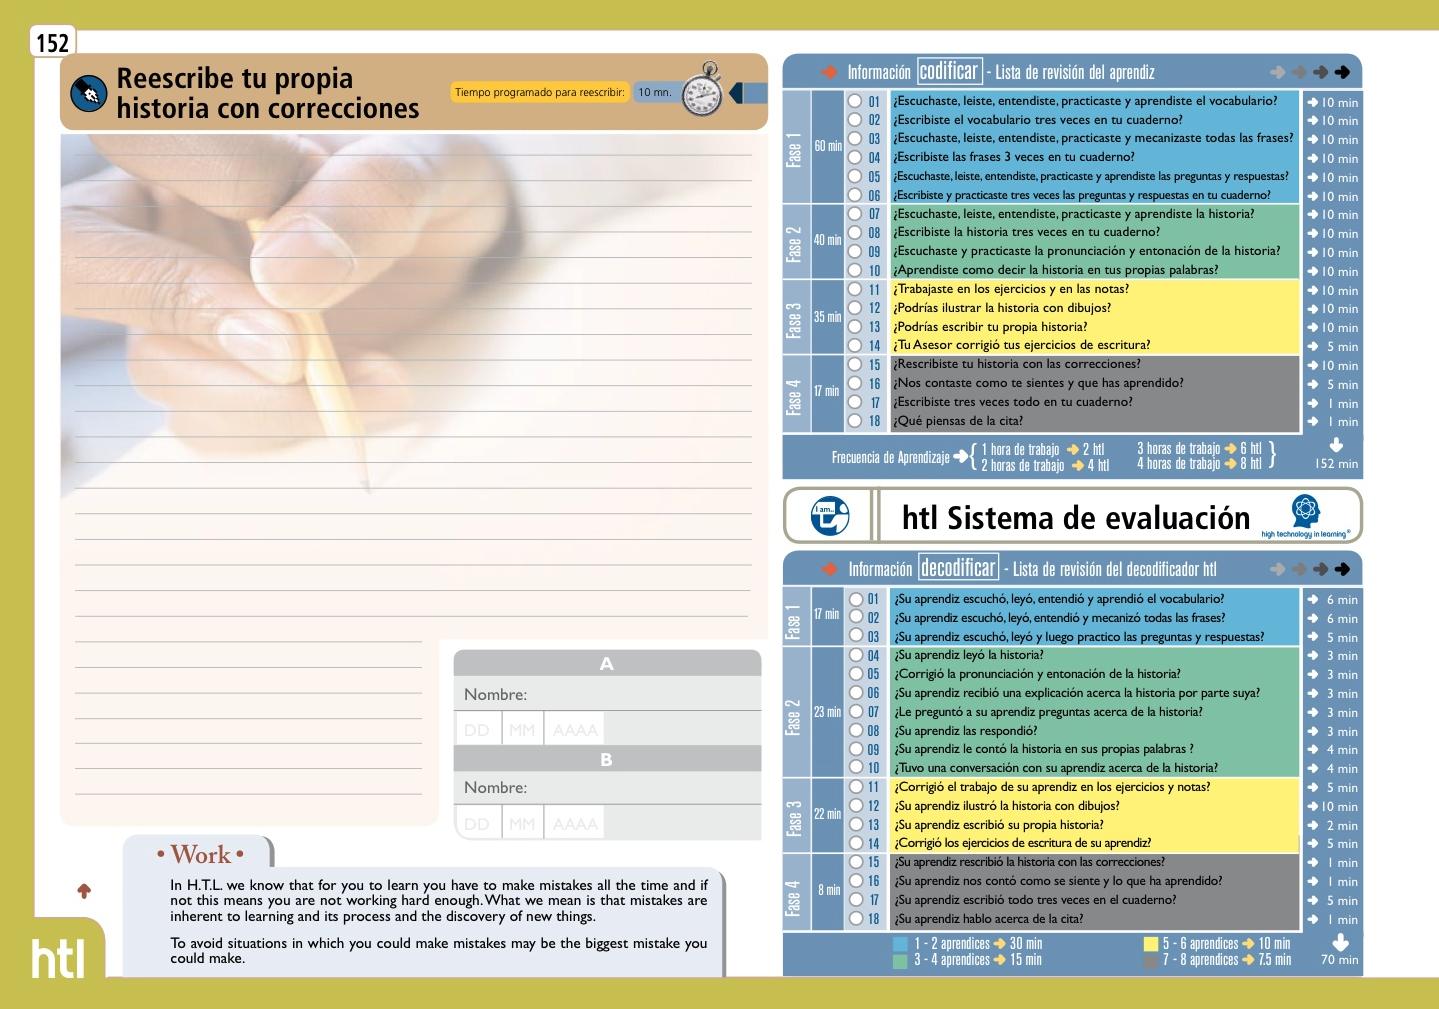 152
Reescribe tu propia
historia con correcciones
Tiempo programado para reescribir:
10 mn.
A
Nombre:
DD MM AAAA
B
Nombre:
DD MM AAAA
• Work •
In H.T.L. we know that for you to learn you have to make mistakes all the time and if
not this means you are not working hard enough. What we mean is that mistakes are
inherent to learning and its process and the discovery of new things.
To avoid situations in which you could make mistakes may be the biggest mistake you
could make.
htl
Información codificar - Lista de revisión del aprendiz
Fase 1
60 min
01 ¿Escuchaste, leiste, entendiste, practicaste y aprendiste el vocabulario? 10 min
02 ¿Escribiste el vocabulario tres veces en tu cuaderno? 10 min
03 ¿Escuchaste, leiste, entendiste, practicaste y mecanizaste todas las frases? 10 min
04 ¿Escribiste las frases 3 veces en tu cuaderno? 10 min
05 ¿Escuchaste, leiste, entendiste, practicaste y aprendiste las preguntas y respuestas? 10 min
06 ¿Escribiste y practicaste tres veces las preguntas y respuestas en tu cuaderno? 10 min
Fase 2
40 min
07 ¿Escuchaste, leiste, entendiste, practicaste y aprendiste la historia? 10 min
08 ¿Escribiste la historia tres veces en tu cuaderno? 10 min
09 ¿Escuchaste y practicaste la pronunciación y entonación de la historia? 10 min
10 ¿Aprendiste como decir la historia en tus propias palabras? 10 min
Fase 3
35 min
11 ¿Trabajaste en los ejercicios y en las notas? 10 min
12 ¿Podrías ilustrar la historia con dibujos? 10 min
13 ¿Podrías escribir tu propia historia? 10 min
14 ¿Tu Asesor corrigió tus ejercicios de escritura? 5 min
Fase 4
17 min
15 ¿Rescribiste tu historia con las correcciones? 10 min
16 ¿Nos contaste como te sientes y que has aprendido? 5 min
17 ¿Escribiste tres veces todo en tu cuaderno? 1 min
18 ¿Qué piensas de la cita? 1 min
Frecuencia de Aprendizaje
{ 1 hora de trabajo 2 htl 3 horas de trabajo 6 htl }
2 horas de trabajo 4 htl 4 horas de trabajo 8 htl
152 min
I am..
htl Sistema de evaluación
high technology in learning®
Información decodificar - Lista de revisión del decodificador htl
Fase 1
17 min
01 ¿Su aprendiz escuchó, leyó, entendió y aprendió el vocabulario? 6 min
02 ¿Su aprendiz escuchó, leyó, entendió y mecanizó todas las frases? 6 min
03 ¿Su aprendiz escuchó, leyó y luego practico las preguntas y respuestas? 5 min
Fase 2
23 min
04 ¿Su aprendiz leyó la historia? 3 min
05 ¿Corrigió la pronunciación y entonación de la historia? 3 min
06 ¿Su aprendiz recibió una explicación acerca la historia por parte suya? 3 min
07 ¿Le preguntó a su aprendiz preguntas acerca de la historia? 3 min
08 ¿Su aprendiz las respondió? 3 min
09 ¿Su aprendiz le contó la historia en sus propias palabras ? 4 min
10 ¿Tuvo una conversación con su aprendiz acerca de la historia? 4 min
Fase 3
22 min
11 ¿Corrigió el trabajo de su aprendiz en los ejercicios y notas? 5 min
12 ¿Su aprendiz ilustró la historia con dibujos? 10 min
13 ¿Su aprendiz escribió su propia historia? 2 min
14 ¿Corrigió los ejercicios de escritura de su aprendiz? 5 min
Fase 4
8 min
15 ¿Su aprendiz rescribió la historia con las correcciones? 1 min
16 ¿Su aprendiz nos contó como se siente y lo que ha aprendido? 1 min
17 ¿Su aprendiz escribió todo tres veces en el cuaderno? 5 min
18 ¿Su aprendiz hablo acerca de la cita? 1 min
1 - 2 aprendices 30 min 5 - 6 aprendices 10 min
3 - 4 aprendices 15 min 7 - 8 aprendices 7.5 min
70 min